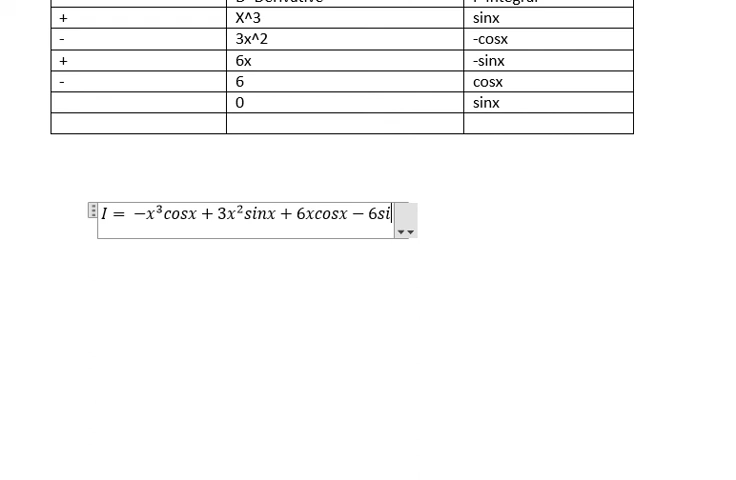 + X^3 sinx
- 3x^2 -cosx
+ 6x -sinx
- 6 cosx
0 sinx
I = −x³cosx + 3x²sinx + 6xcosx − 6si